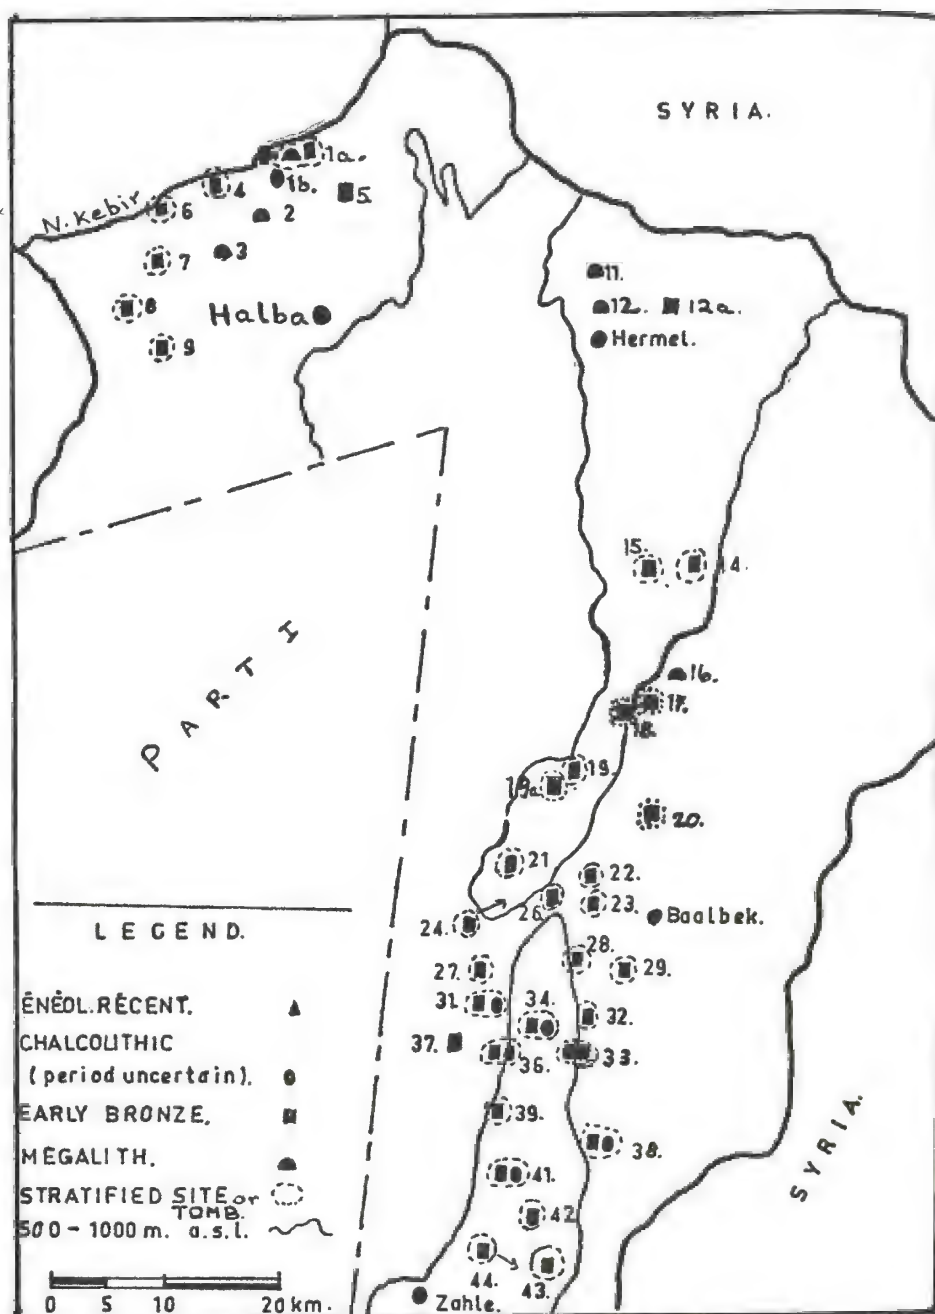 SYRIA.
1a.
1b.
4
5.
N. Kebir
6
2
3
7
11.
8
Halba
12.
12a.
Hermel.
9
15.
14.
PART I
16.
17.
18.
19.
19a
20.
21
22.
26.
23.
24.
Baalbek.
28.
27.
29.
31.
34.
32.
37.
36.
33.
39.
38.
41.
42.
44.
43.
Zahle.
SYRIA.
LEGEND.
ÉNÉOL. RÉCENT.
CHALCOLITHIC
(period uncertain).
EARLY BRONZE.
MEGALITH.
STRATIFIED SITE or
TOMB.
500-1000 m. a.s.l.
0 5 10 20 km.